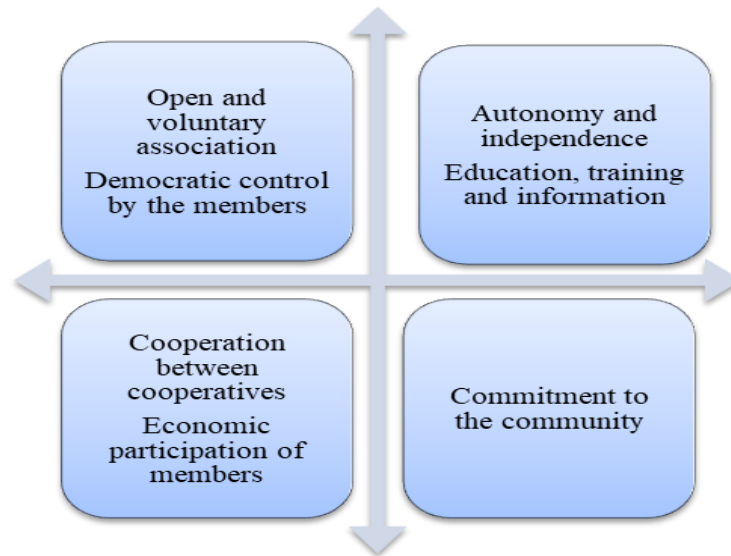 Open and
voluntary
association
Democratic control
by the members
Autonomy and
independence
Education, training
and information
Cooperation
between
cooperatives
Economic
participation of
members
Commitment to
the community